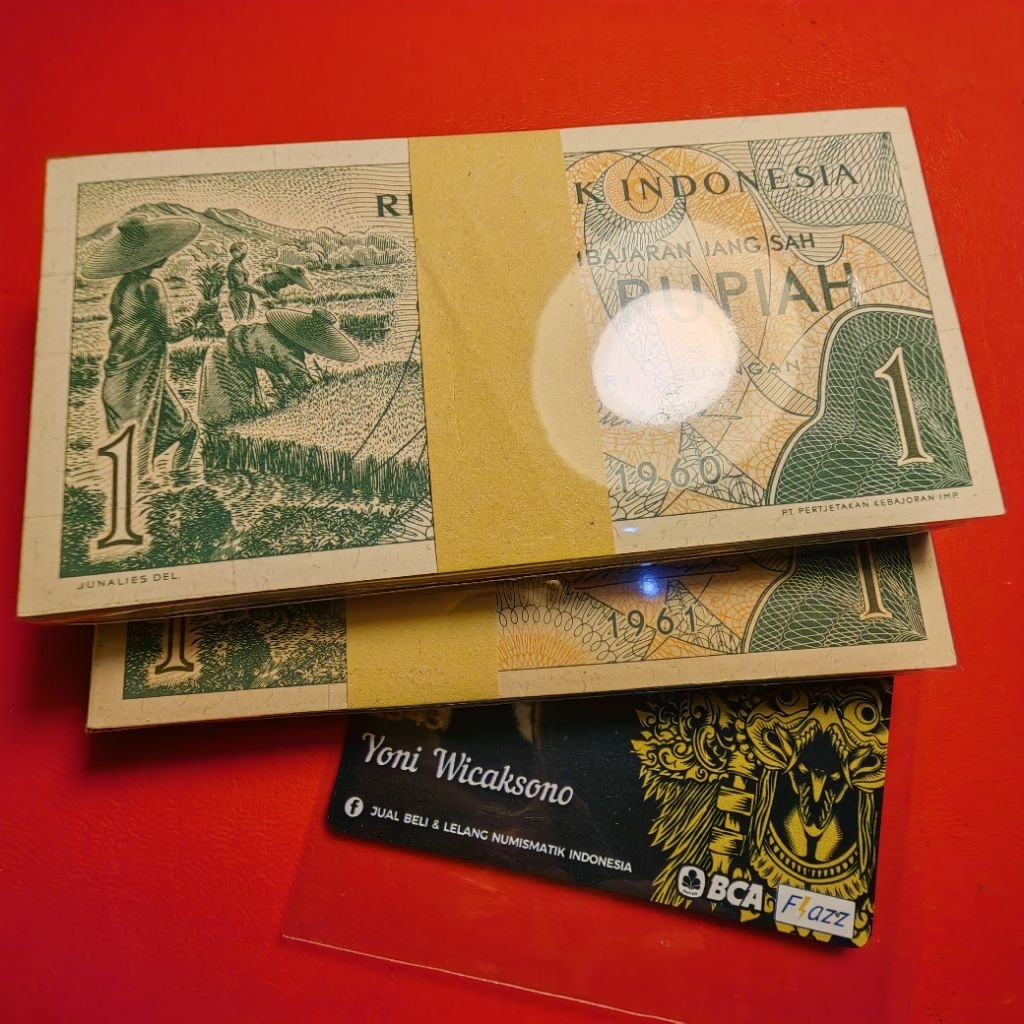 K INDONESIA
JANG SAH
RUPIAH
1960
1
1
JUNALIES DEL.
PT. PERTJETAKAN KEBAJORAN IMP.
1
1961
1
Yoni Wicaksono
f JUAL BELI & LELANG NUMISMATIK INDONESIA
BCA
Flazz